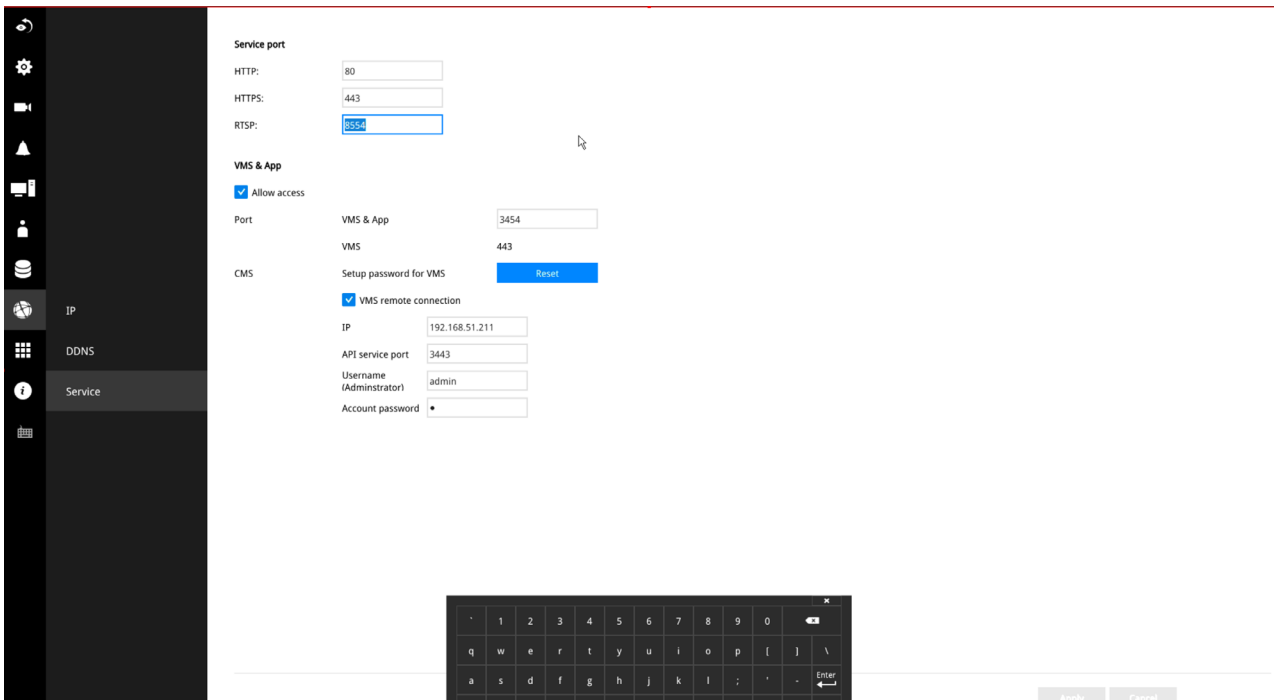 Service port
HTTP: 80
HTTPS: 443
RTSP: 8554
VMS & App
Allow access
Port VMS & App 3454
VMS 443
CMS Setup password for VMS Reset
VMS remote connection
IP 192.168.51.211
IP
API service port 3443
DDNS
Username
(Adminstrator) admin
Service
Account password •
` 1 2 3 4 5 6 7 8 9 0
q w e r t y u i o p [ ] \
a s d f g h j k l ; ' - Enter
Apply Cancel